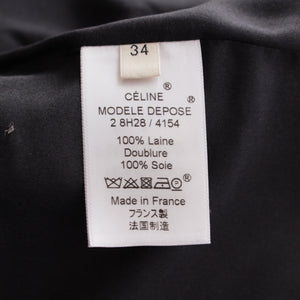 34
CÉLINE®
MODELE DEPOSE®
2 8H28 / 4154
100% Laine
Doublure
100% Soie
Made in France
フランス製
法国制造